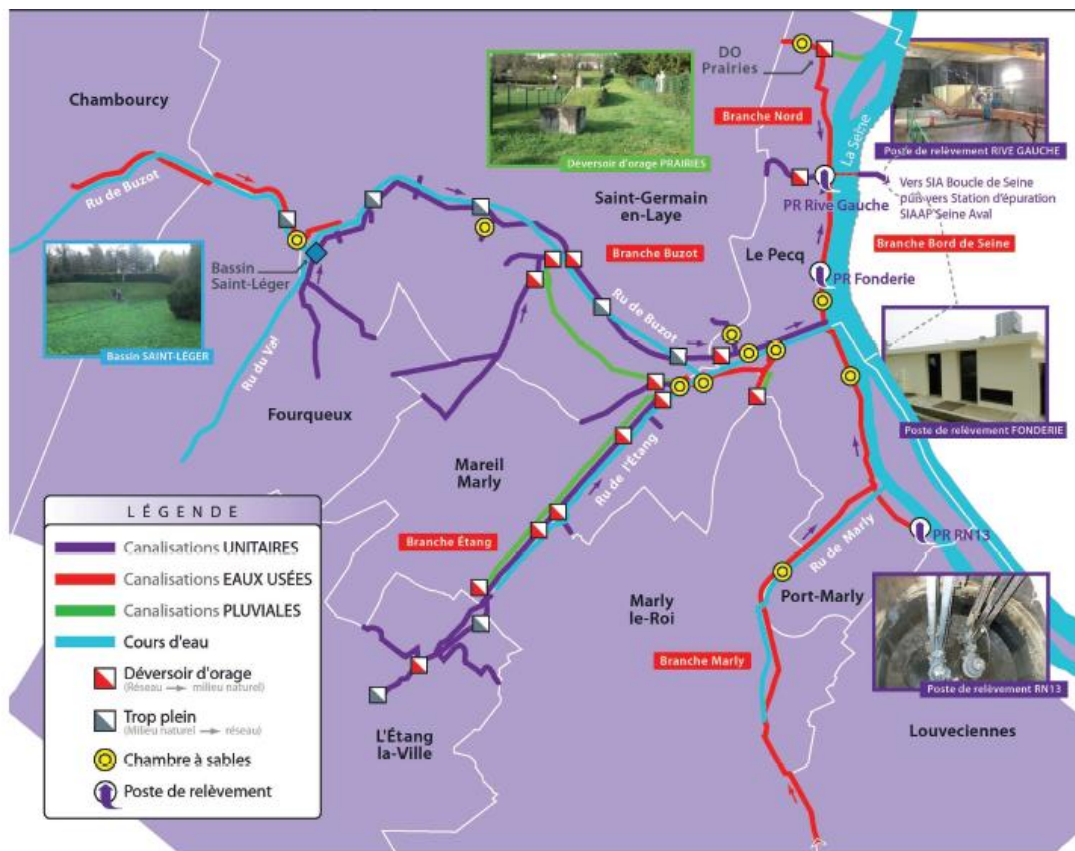 DO
Prairies
Chambourcy
Branche Nord
La Seine
Poste de relèvement RIVE GAUCHE
Déversoir d'orage PRAIRIES
Ru de Buzot
Saint-Germain
en-Laye
PR Rive Gauche
Vers SIA Boucle de Seine
puis vers Station d'épuration
SIAAP Seine Aval
Branche Bord de Seine
Branche Buzot
Le Pecq
PR Fonderie
Bassin
Saint-Léger
Ru de Buzot
Bassin SAINT-LÉGER
Ru du Val
Fourqueux
Poste de relèvement FONDERIE
Mareil
Marly
Ru de l'Étang
LÉGENDE
Canalisations UNITAIRES
Canalisations EAUX USÉES
Canalisations PLUVIALES
Cours d'eau
Déversoir d'orage
(Réseau → milieu naturel)
Trop plein
(Milieu naturel → réseau)
Chambre à sables
Poste de relèvement
Branche Étang
PR RN13
Ru de Marly
Marly
le-Roi
Port-Marly
Branche Marly
Poste de relèvement RN13
L'Étang
la-Ville
Louveciennes